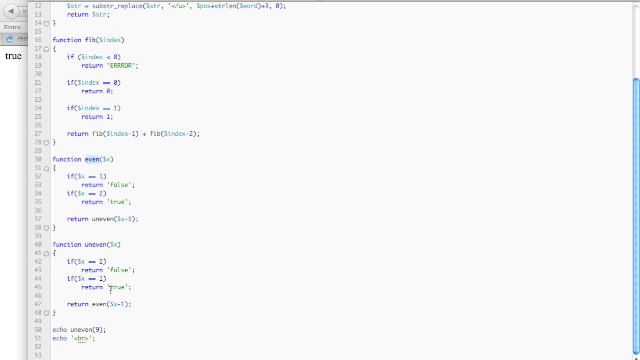 true
12 $str = substr_replace($str, '</u>', $pos+strlen($word)+3, 0);
13 return $str;
14 }
15
16 function fib($index)
17 {
18 if ($index < 0)
19 return "ERRROR";
20
21 if($index == 0)
22 return 0;
23
24 if($index == 1)
25 return 1;
26
27 return fib($index-1) + fib($index-2);
28 }
29
30 function even($x)
31 {
32 if($x == 1)
33 return 'false';
34 if($x == 2)
35 return 'true';
36
37 return uneven($x-1);
38 }
39
40 function uneven($x)
41 {
42 if($x == 2)
43 return 'false';
44 if($x == 1)
45 return 'true';
46
47 return even($x-1);
48 }
49
50 echo uneven(9);
51 echo '<br>';
52
53